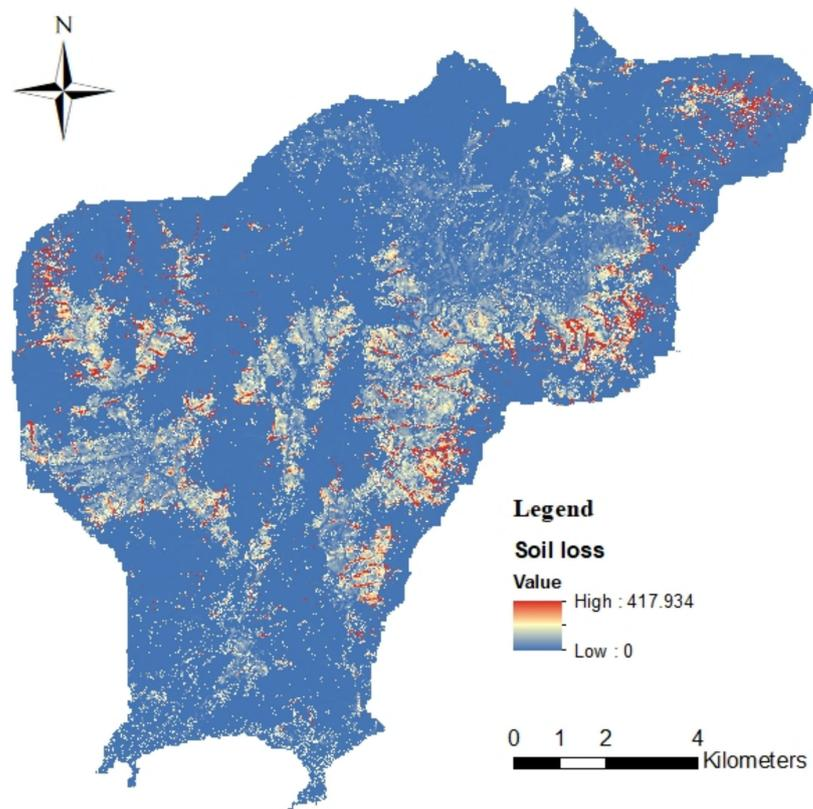 N
Legend
Soil loss
Value
High : 417.934
Low : 0
0 1 2 4
Kilometers